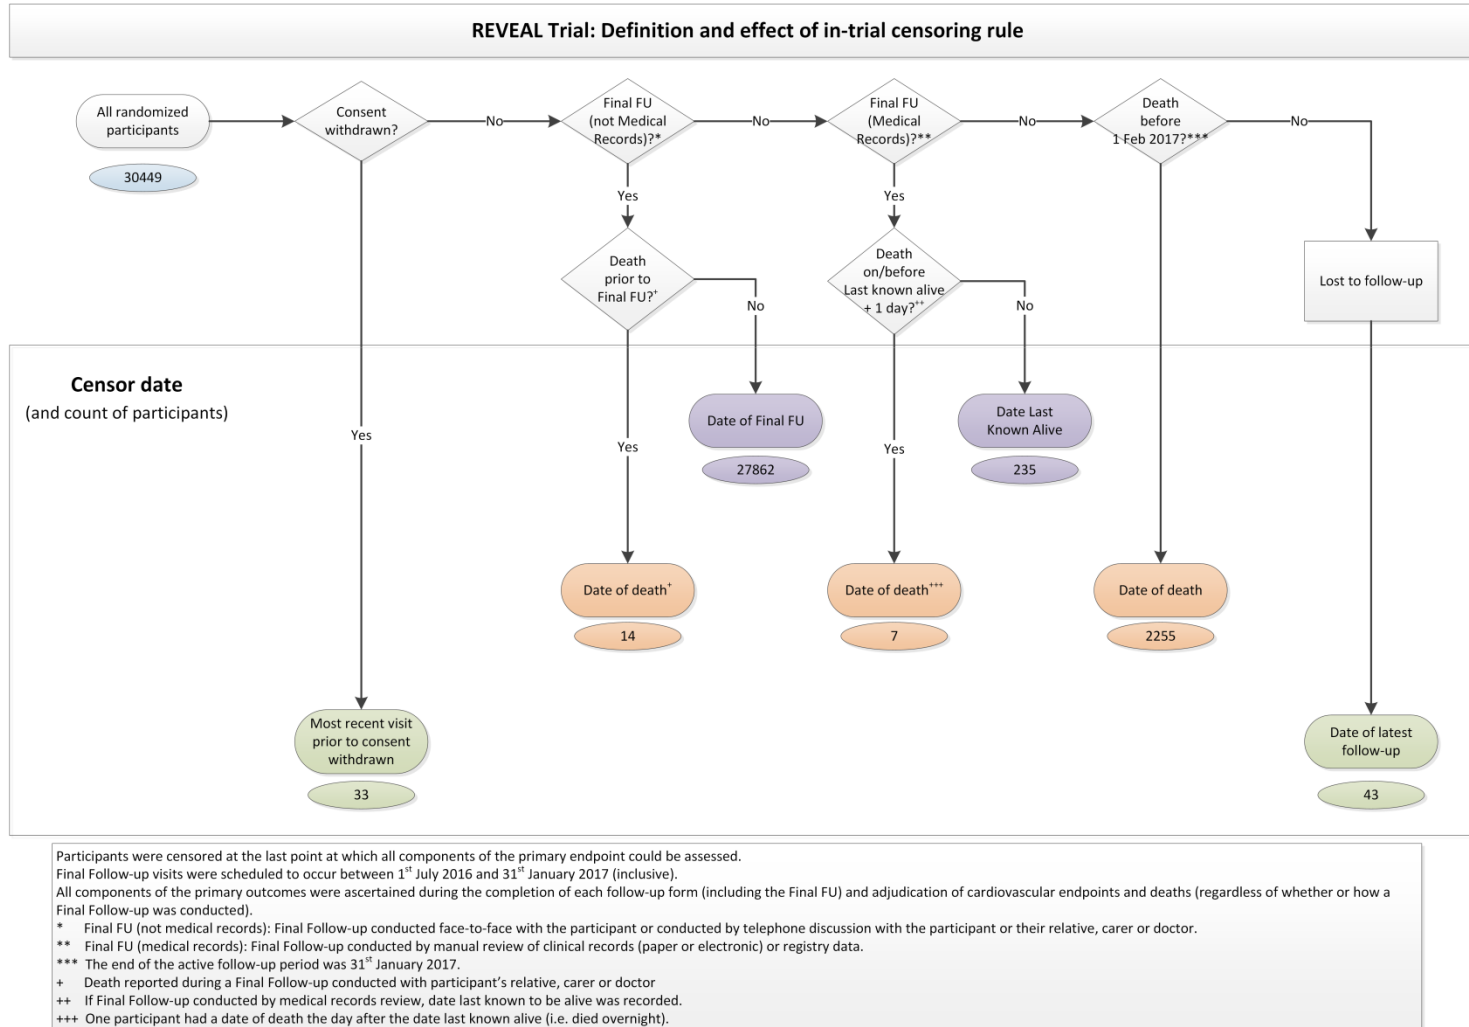 REVEAL Trial: Definition and effect of in-trial censoring rule
All randomized
participants
30449
Consent
withdrawn?
No
Final FU
(not Medical
Records)?*
No
Final FU
(Medical
Records)?**
No
Death
before
1 Feb 2017?***
No
Yes
Yes
Death
prior to
Final FU?+
No
Death
on/before
Last known alive
+ 1 day?++
No
Lost to follow-up
Censor date
(and count of participants)
Yes
Yes
Yes
Date of Final FU
27862
Date Last
Known Alive
235
Date of death+
14
Date of death+++
7
Date of death
2255
Most recent visit
prior to consent
withdrawn
33
Date of latest
follow-up
43
Participants were censored at the last point at which all components of the primary endpoint could be assessed.
Final Follow-up visits were scheduled to occur between 1st July 2016 and 31st January 2017 (inclusive).
All components of the primary outcomes were ascertained during the completion of each follow-up form (including the Final FU) and adjudication of cardiovascular endpoints and deaths (regardless of whether or how a
Final Follow-up was conducted).
* Final FU (not medical records): Final Follow-up conducted face-to-face with the participant or conducted by telephone discussion with the participant or their relative, carer or doctor.
** Final FU (medical records): Final Follow-up conducted by manual review of clinical records (paper or electronic) or registry data.
*** The end of the active follow-up period was 31st January 2017.
+ Death reported during a Final Follow-up conducted with participant's relative, carer or doctor
++ If Final Follow-up conducted by medical records review, date last known to be alive was recorded.
+++ One participant had a date of death the day after the date last known alive (i.e. died overnight).